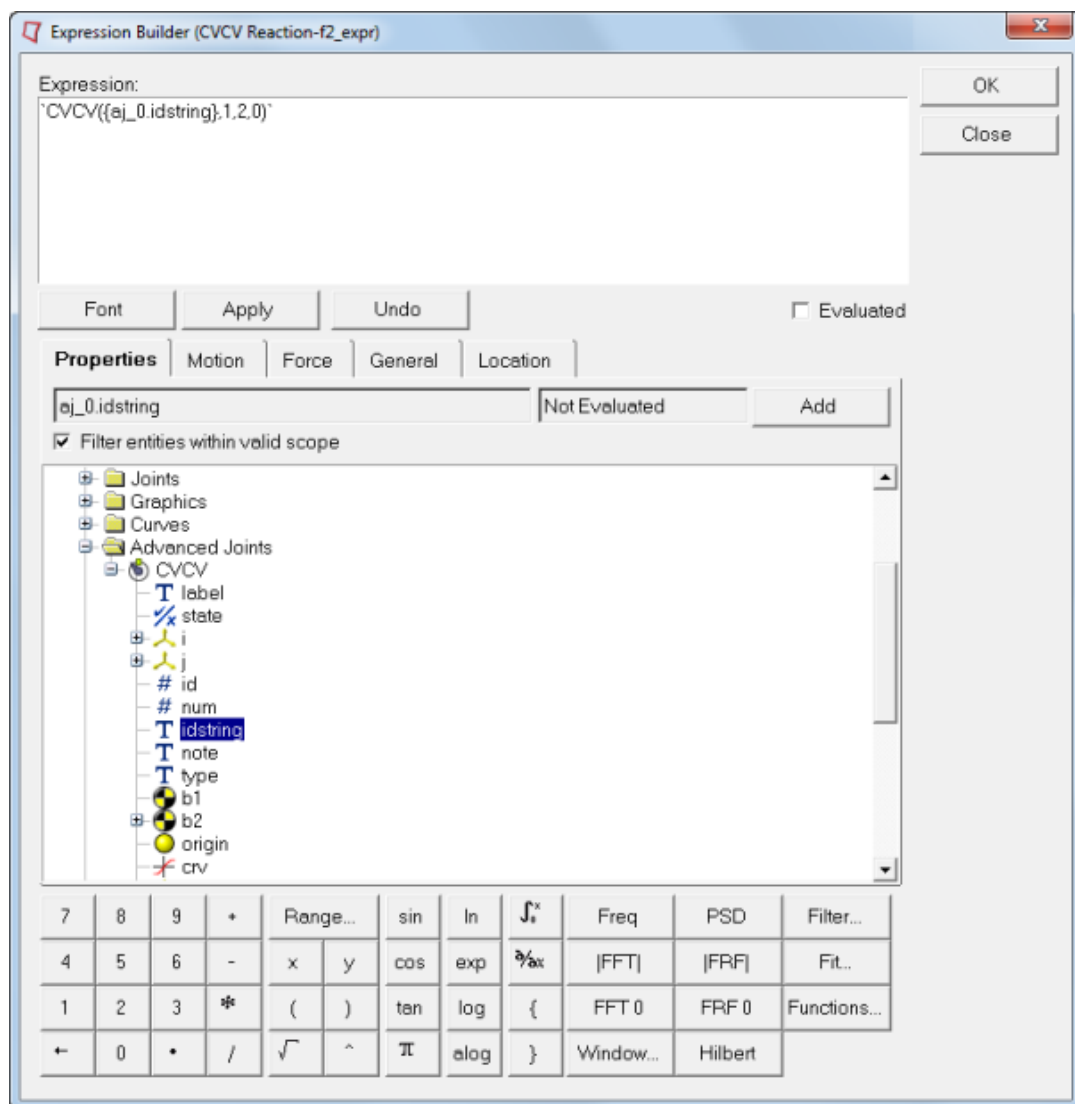 Expression Builder (CVCV Reaction-f2_expr)
x
Expression:
`CVCV({aj_0.idstring},1,2,0)`
OK
Close
Font Apply Undo Evaluated
Properties Motion Force General Location
aj_0.idstring Not Evaluated Add
Filter entities within valid scope
Joints
Graphics
Curves
Advanced Joints
CVCV
T label
state
i
j
# id
# num
T idstring
T note
T type
b1
b2
origin
crv
7 8 9 + Range... sin ln ∫ˣ₀ Freq PSD Filter...
4 5 6 - x y cos exp ∂/∂x |FFT| |FRF| Fit...
1 2 3 * ( ) tan log { FFT 0 FRF 0 Functions...
← 0 • / √ ^ π alog } Window... Hilbert